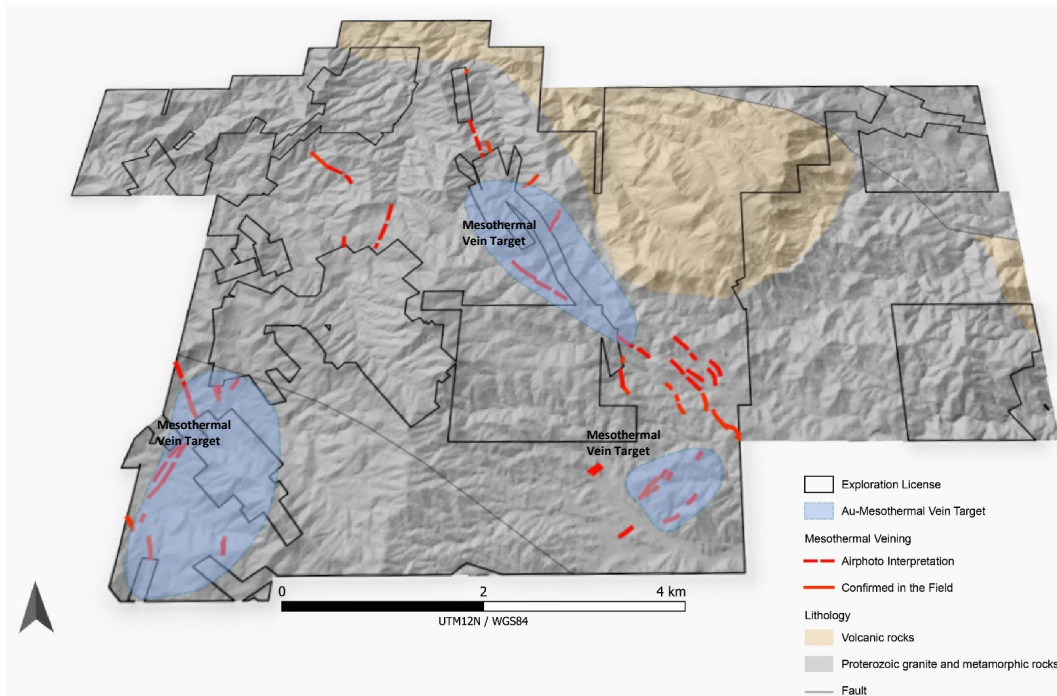 Mesothermal
Vein Target
Mesothermal
Vein Target
Mesothermal
Vein Target
0
2
4 km
UTM12N / WGS84
Exploration License
Au-Mesothermal Vein Target
Mesothermal Veining
Airphoto Interpretation
Confirmed in the Field
Lithology
Volcanic rocks
Proterozoic granite and metamorphic rocks
Fault